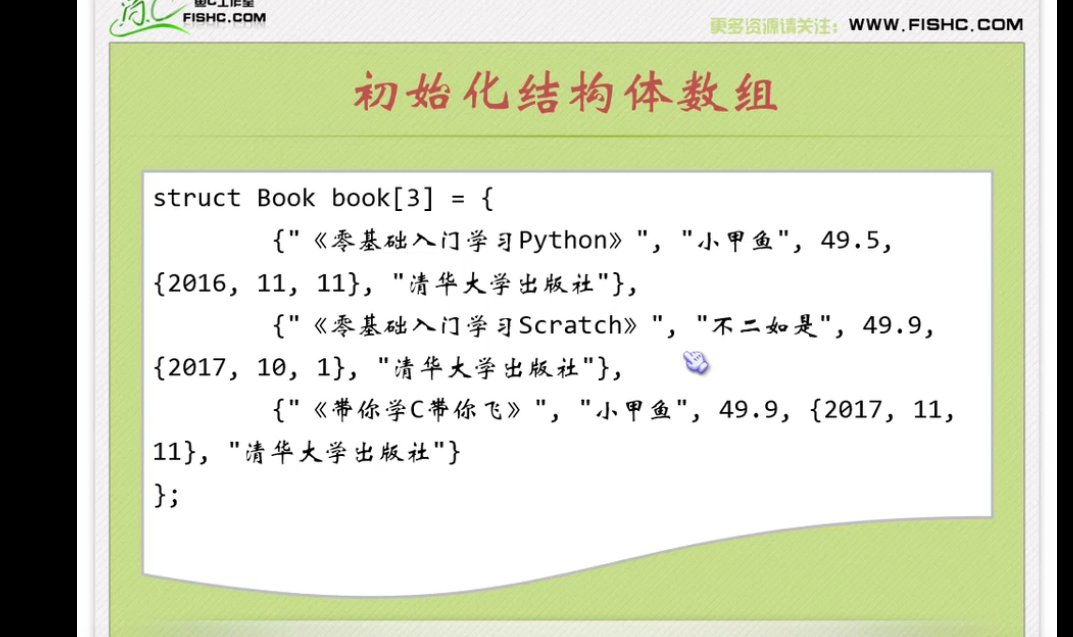 鱼C工作室
FISHC.COM
更多资源请关注：WWW.FISHC.COM
初始化结构体数组
struct Book book[3] = {
{"《零基础入门学习Python》", "小甲鱼", 49.5,
{2016, 11, 11}, "清华大学出版社"},
{"《零基础入门学习Scratch》", "不二如是", 49.9,
{2017, 10, 1}, "清华大学出版社"},
{"《带你学C带你飞》", "小甲鱼", 49.9, {2017, 11,
11}, "清华大学出版社"}
};